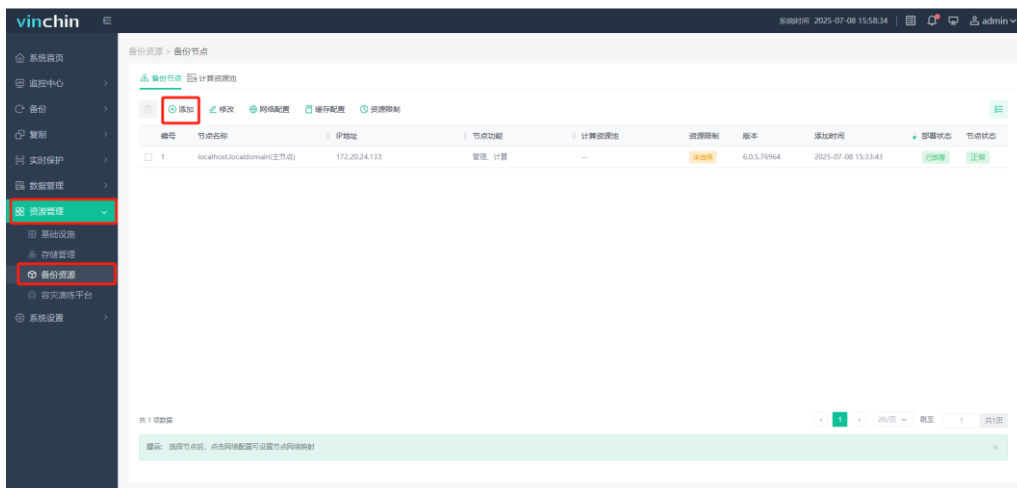 vinchin
系统时间 2025-07-08 15:58:34 admin
系统首页
监控中心
备份
复制
实时保护
数据管理
资源管理
基础设施
存储管理
备份资源
容灾演练平台
系统设置
备份资源 > 备份节点
备份节点 计算资源池
添加 修改 网络配置 缓存配置 资源限制
编号 节点名称 IP地址 节点功能 计算资源池 资源限制 版本 添加时间 部署状态 节点状态
1 localhost.localdomain(主节点) 172.20.24.133 管理、计算 -- 未启用 6.0.5.76964 2025-07-08 15:33:43 已部署 正常
共 1 项数据
1 20/页 跳至 1 共1页
提示: 选择节点后，点击网络配置可设置节点网络映射